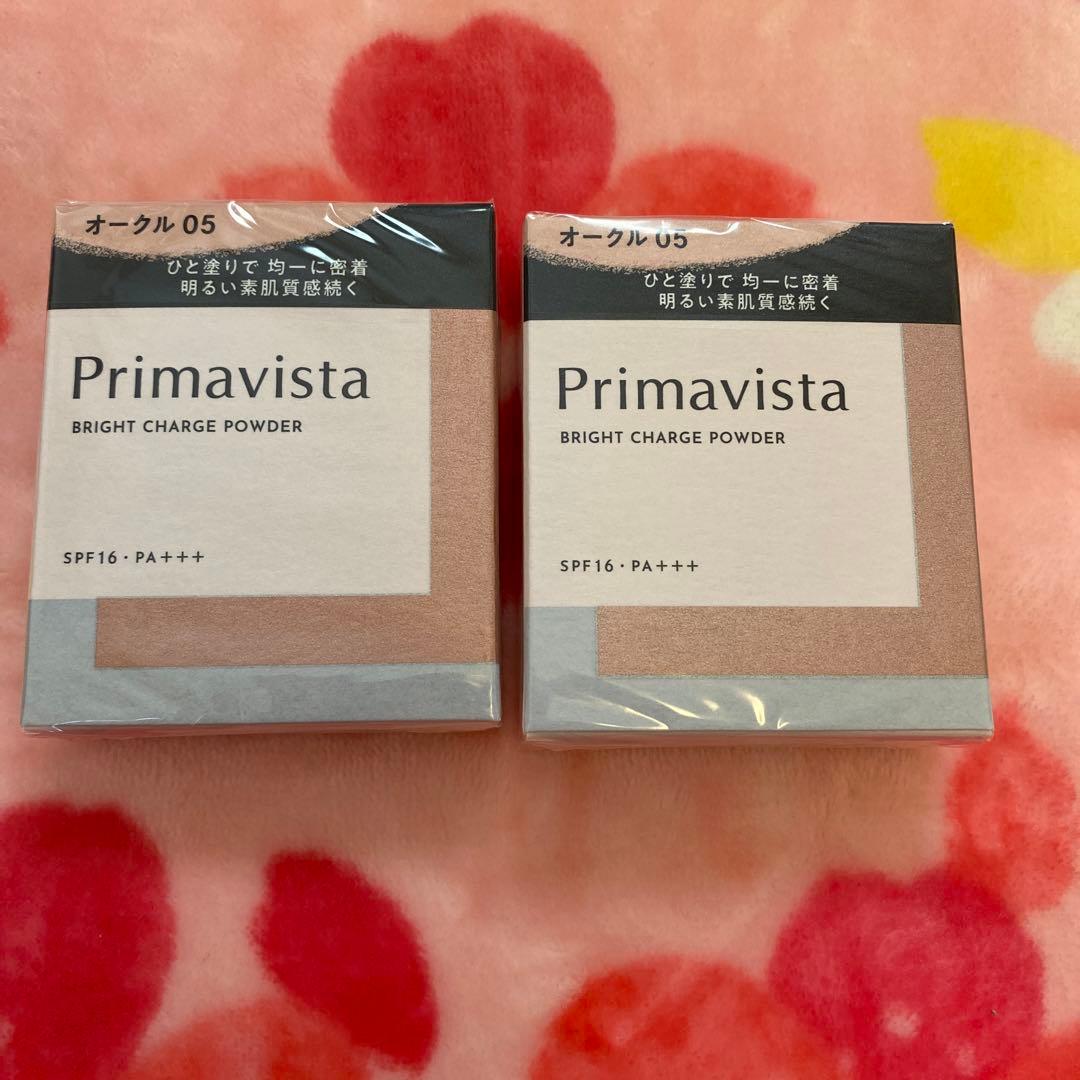 オークル 05
ひと塗りで 均一に密着
明るい素肌質感続く
Primavista
BRIGHT CHARGE POWDER
SPF16・PA+++
オークル 05
ひと塗りで 均一に密着
明るい素肌質感続く
Primavista
BRIGHT CHARGE POWDER
SPF16・PA+++